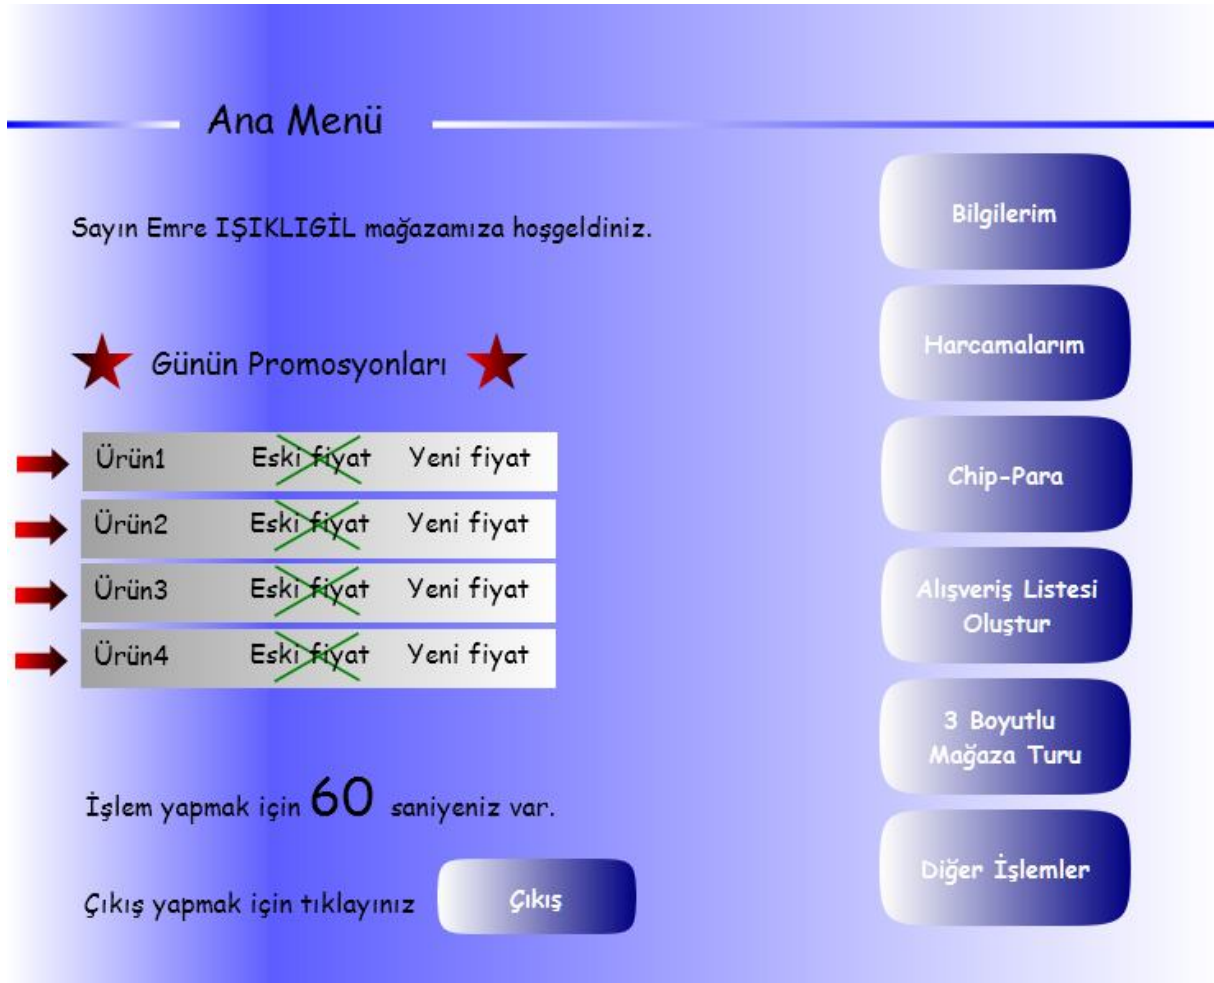 Ana Menü
Sayın Emre IŞIKLIGİL mağazamıza hoşgeldiniz.
Günün Promosyonları
Ürün1 Eski fiyat Yeni fiyat
Ürün2 Eski fiyat Yeni fiyat
Ürün3 Eski fiyat Yeni fiyat
Ürün4 Eski fiyat Yeni fiyat
İşlem yapmak için 60 saniyeniz var.
Çıkış yapmak için tıklayınız Çıkış
Bilgilerim
Harcamalarım
Chip-Para
Alışveriş Listesi
Oluştur
3 Boyutlu
Mağaza Turu
Diğer İşlemler